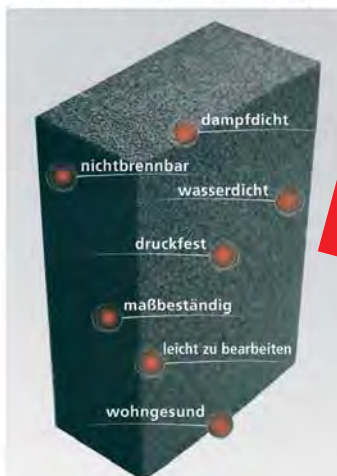 dampfdicht
nichtbrennbar
wasserdicht
druckfest
maßbeständig
leicht zu bearbeiten
wohngesund